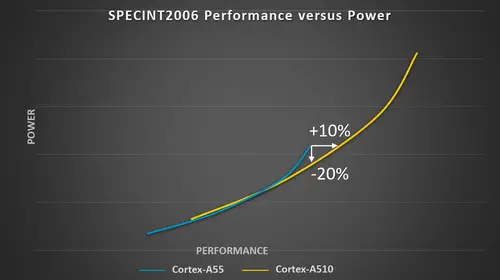 SPECINT2006 Performance versus Power
POWER
+10%
-20%
PERFORMANCE
Cortex-A55
Cortex-A510